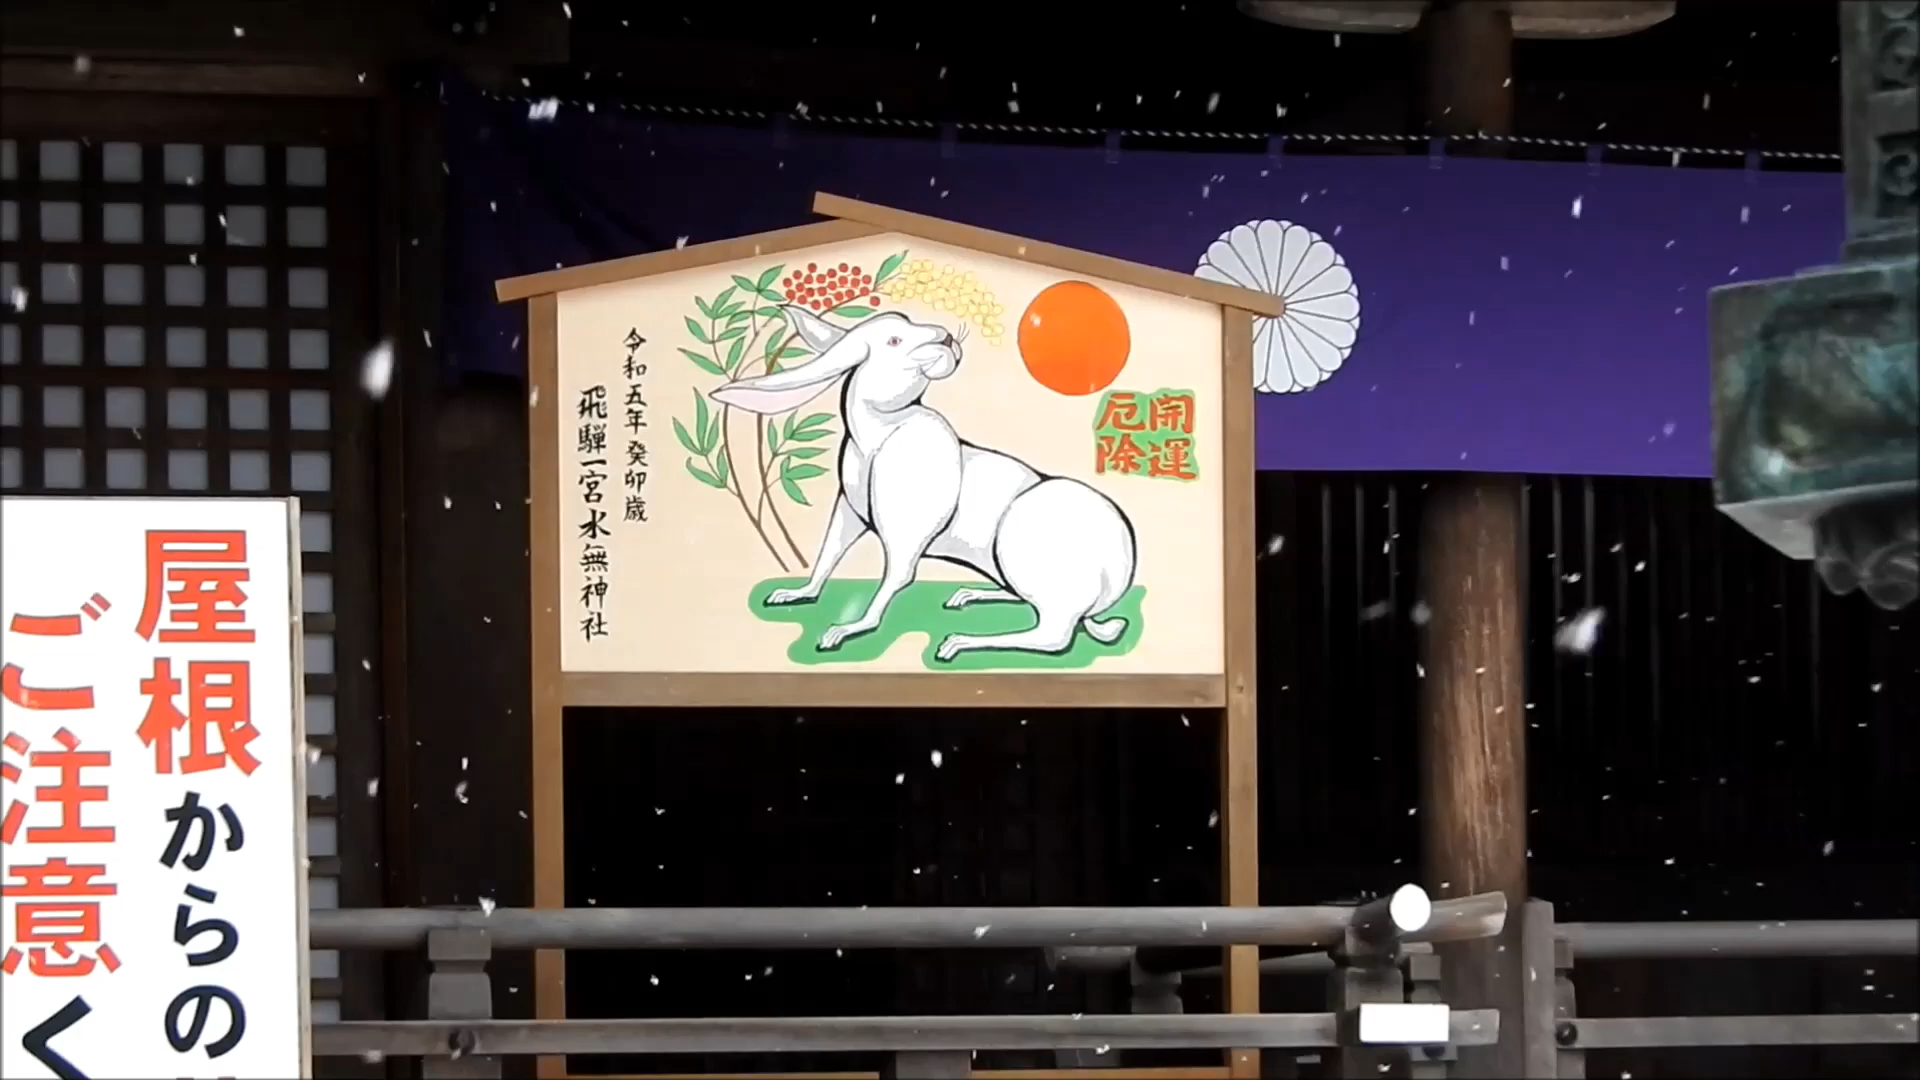 開運
厄除
令和五年 癸卯歳
飛騨一宮水無神社
屋根からの
ご注意く